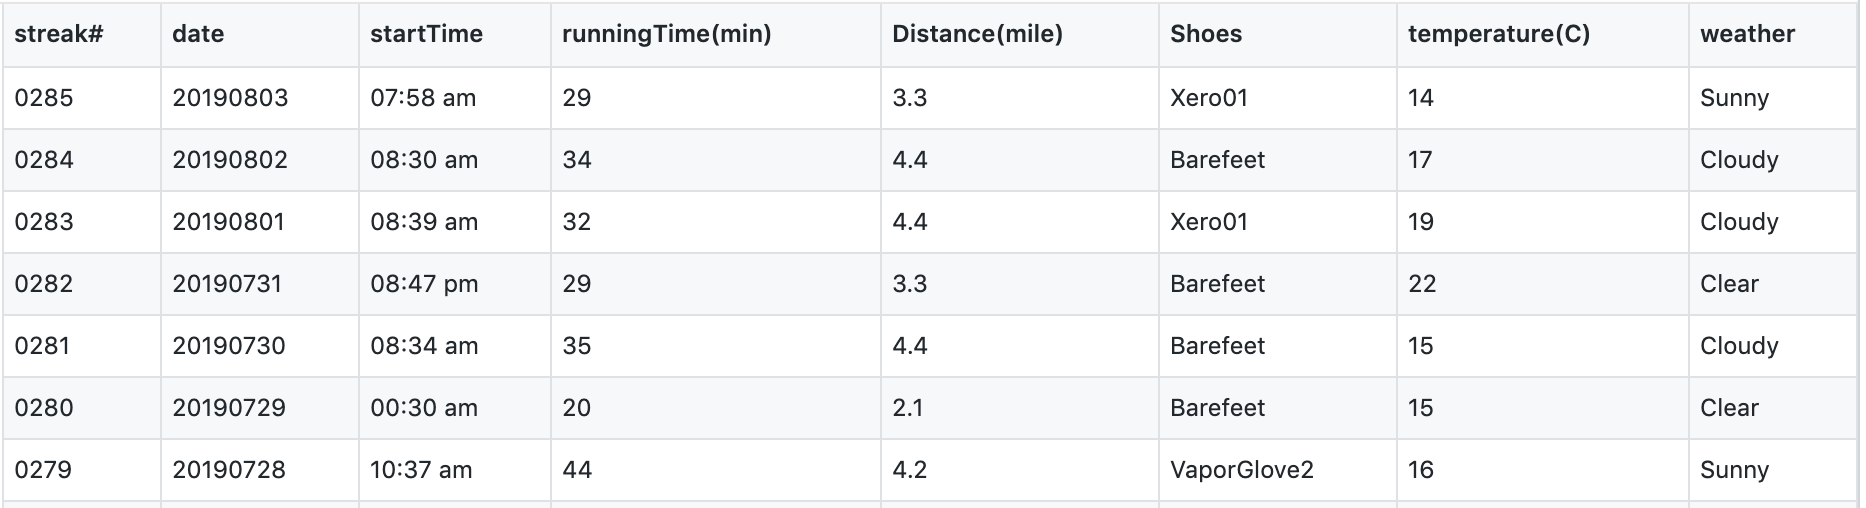 streak# date startTime runningTime(min) Distance(mile) Shoes temperature(C) weather
0285 20190803 07:58 am 29 3.3 Xero01 14 Sunny
0284 20190802 08:30 am 34 4.4 Barefeet 17 Cloudy
0283 20190801 08:39 am 32 4.4 Xero01 19 Cloudy
0282 20190731 08:47 pm 29 3.3 Barefeet 22 Clear
0281 20190730 08:34 am 35 4.4 Barefeet 15 Cloudy
0280 20190729 00:30 am 20 2.1 Barefeet 15 Clear
0279 20190728 10:37 am 44 4.2 VaporGlove2 16 Sunny